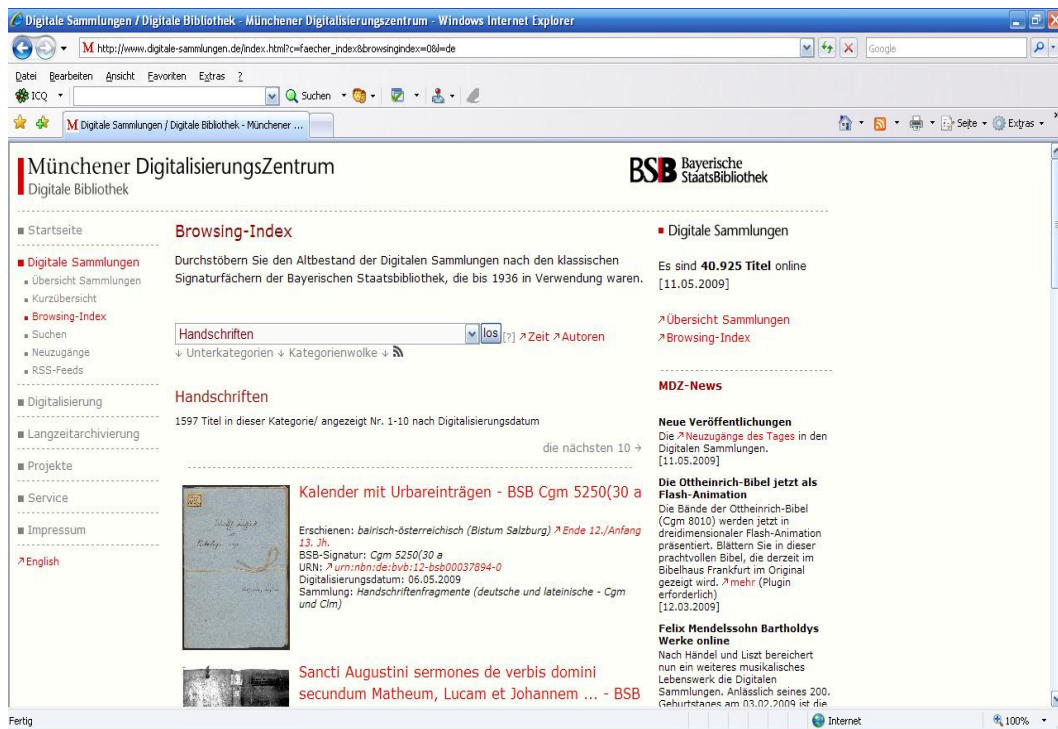 Digitale Sammlungen / Digitale Bibliothek - Münchener Digitalisierungszentrum - Windows Internet Explorer
http://www.digitale-sammlungen.de/index.html?c=faecher_index&browsingindex=0&l=de
Google
Datei Bearbeiten Ansicht Favoriten Extras ?
ICQ
Suchen
Digitale Sammlungen / Digitale Bibliothek - Münchener ...
Seite
Extras
Münchener DigitalisierungsZentrum
Digitale Bibliothek
BSB Bayerische
StaatsBibliothek
Startseite
Digitale Sammlungen
Übersicht Sammlungen
Kurzübersicht
Browsing-Index
Suchen
Neuzugänge
RSS-Feeds
Digitalisierung
Langzeitarchivierung
Projekte
Service
Impressum
English
Browsing-Index
Durchstöbern Sie den Altbestand der Digitalen Sammlungen nach den klassischen
Signaturfächern der Bayerischen Staatsbibliothek, die bis 1936 in Verwendung waren.
Handschriften los [?] Zeit Autoren
Unterkategorien Kategorienwolke
Handschriften
1597 Titel in dieser Kategorie/ angezeigt Nr. 1-10 nach Digitalisierungsdatum
die nächsten 10 →
Kalender mit Urbareinträgen - BSB Cgm 5250(30 a
Erschienen: bairisch-österreichisch (Bistum Salzburg) Ende 12./Anfang
13. Jh.
BSB-Signatur: Cgm 5250(30 a
URN: urn:nbn:de:bvb:12-bsb00037894-0
Digitalisierungsdatum: 06.05.2009
Sammlung: Handschriftenfragmente (deutsche und lateinische - Cgm
und Clm)
Sancti Augustini sermones de verbis domini
secundum Matheum, Lucam et Johannem ... - BSB
Digitale Sammlungen
Es sind 40.925 Titel online
[11.05.2009]
Übersicht Sammlungen
Browsing-Index
MDZ-News
Neue Veröffentlichungen
Die Neuzugänge des Tages in den
Digitalen Sammlungen.
[11.05.2009]
Die Ottheinrich-Bibel jetzt als
Flash-Animation
Die Bände der Ottheinrich-Bibel
(Cgm 8010) werden jetzt in
dreidimensionaler Flash-Animation
präsentiert. Blättern Sie in dieser
prachtvollen Bibel, die derzeit im
Bibelhaus Frankfurt im Original
gezeigt wird. mehr (Plugin
erforderlich)
[12.03.2009]
Felix Mendelssohn Bartholdys
Werke online
Nach Händel und Liszt bereichert
nun ein weiteres musikalisches
Lebenswerk die Digitalen
Sammlungen. Anlässlich seines 200.
Geburtstages am 03.02.2009 ist die
Fertig
Internet
100%